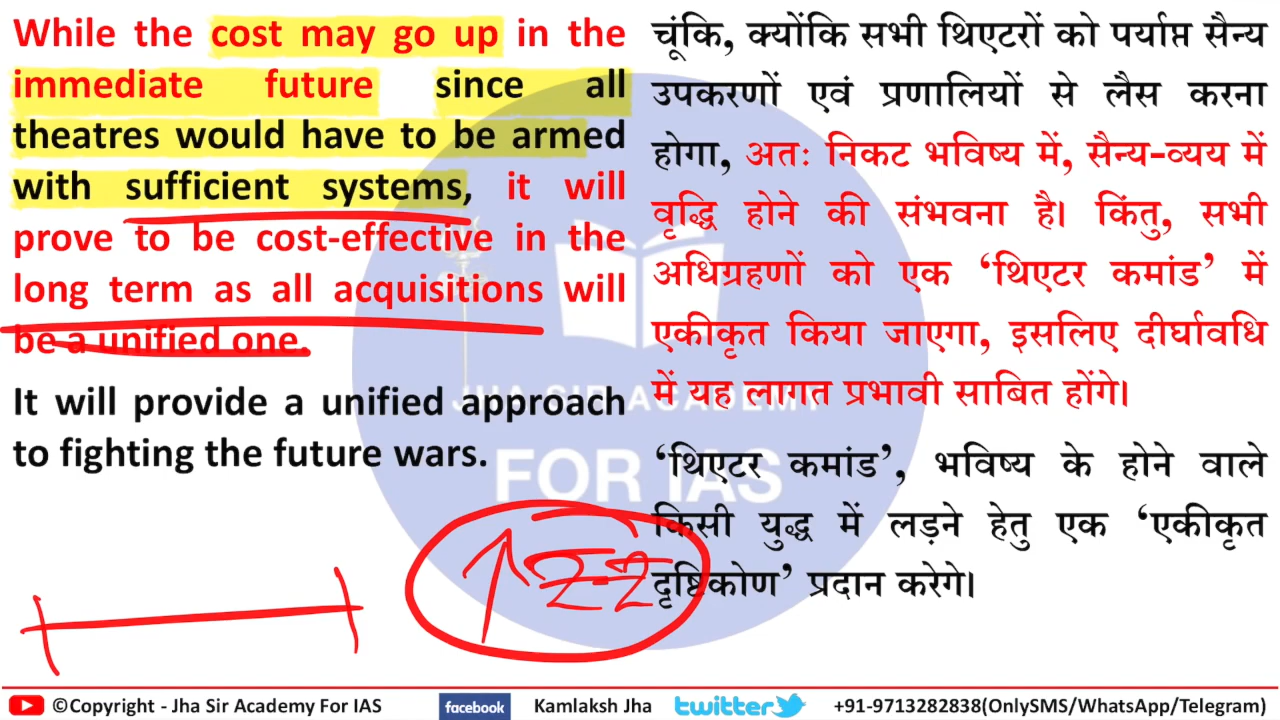 While the cost may go up in the
immediate future since all
theatres would have to be armed
with sufficient systems, it will
prove to be cost-effective in the
long term as all acquisitions will
be a unified one.
It will provide a unified approach
to fighting the future wars.
चूंकि, क्योंकि सभी थिएटरों को पर्याप्त सैन्य
उपकरणों एवं प्रणालियों से लैस करना
होगा, अतः निकट भविष्य में, सैन्य-व्यय में
वृद्धि होने की संभवना है। किंतु, सभी
अधिग्रहणों को एक ‘थिएटर कमांड’ में
एकीकृत किया जाएगा, इसलिए दीर्घावधि
में यह लागत प्रभावी साबित होंगे।
‘थिएटर कमांड’, भविष्य के होने वाले
किसी युद्ध में लड़ने हेतु एक ‘एकीकृत
दृष्टिकोण’ प्रदान करेगे।
JHA SIR ACADEMY
FOR IAS
©Copyright - Jha Sir Academy For IAS facebook Kamlaksh Jha twitter +91-9713282838(OnlySMS/WhatsApp/Telegram)